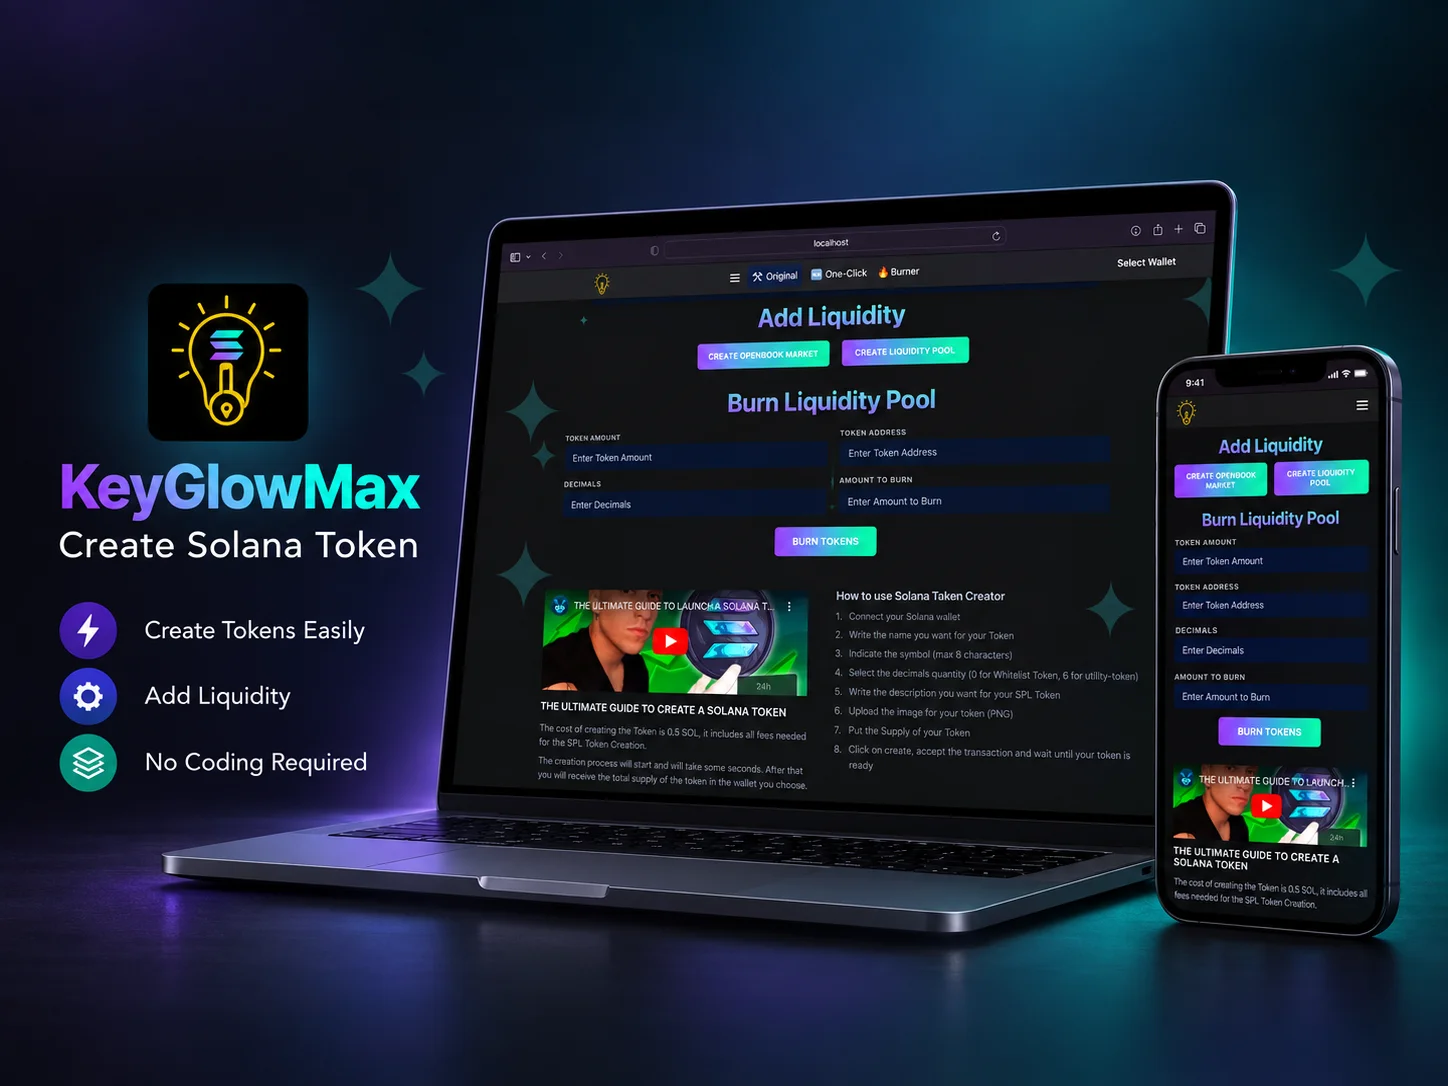 KeyGlowMax
Create Solana Token
Create Tokens Easily
Add Liquidity
No Coding Required
localhost
Original
One-Click
Burner
Select Wallet
Add Liquidity
CREATE OPENBOOK MARKET
CREATE LIQUIDITY POOL
Burn Liquidity Pool
TOKEN AMOUNT
Enter Token Amount
TOKEN ADDRESS
Enter Token Address
DECIMALS
Enter Decimals
AMOUNT TO BURN
Enter Amount to Burn
BURN TOKENS
THE ULTIMATE GUIDE TO LAUNCH A SOLANA T...
24h
THE ULTIMATE GUIDE TO CREATE A SOLANA TOKEN
The cost of creating the Token is 0.5 SOL, it includes all fees needed
for the SPL Token Creation.
The creation process will start and will take some seconds. After that
you will receive the total supply of the token in the wallet you choose.
How to use Solana Token Creator
1. Connect your Solana wallet
2. Write the name you want for your Token
3. Indicate the symbol (max 8 characters)
4. Select the decimals quantity (0 for Whitelist Token, 6 for utility-token)
5. Write the description you want for your SPL Token
6. Upload the image for your token (PNG)
7. Put the Supply of your Token
8. Click on create, accept the transaction and wait until your token is
ready
9:41
Add Liquidity
CREATE OPENBOOK
MARKET
CREATE LIQUIDITY
POOL
Burn Liquidity Pool
TOKEN AMOUNT
Enter Token Amount
TOKEN ADDRESS
Enter Token Address
DECIMALS
Enter Decimals
AMOUNT TO BURN
Enter Amount to Burn
BURN TOKENS
THE ULTIMATE GUIDE TO LAUNCH...
24h
THE ULTIMATE GUIDE TO CREATE A
SOLANA TOKEN
The cost of creating the Token is 0.5 SOL, it includes all
fees needed for the SPL Token Creation.